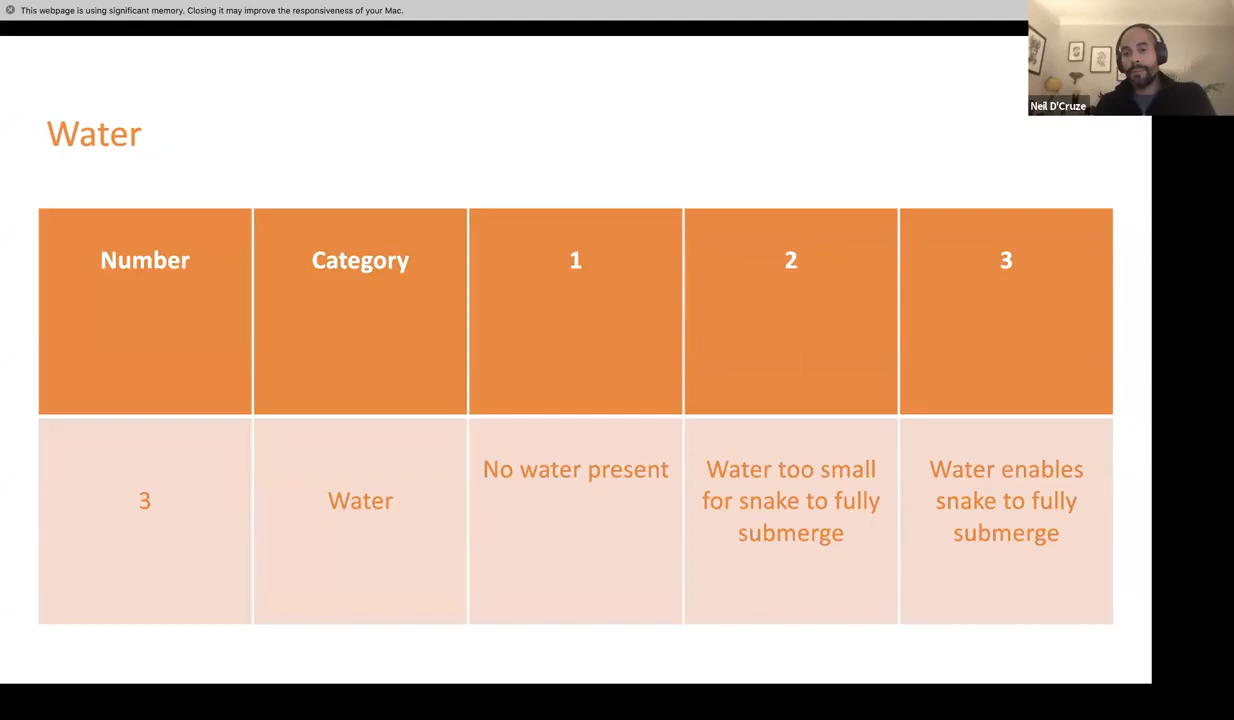 This webpage is using significant memory. Closing it may improve the responsiveness of your Mac.
Neil D'Cruze
Water
Number
Category
1
2
3
3
Water
No water present
Water too small
for snake to fully
submerge
Water enables
snake to fully
submerge